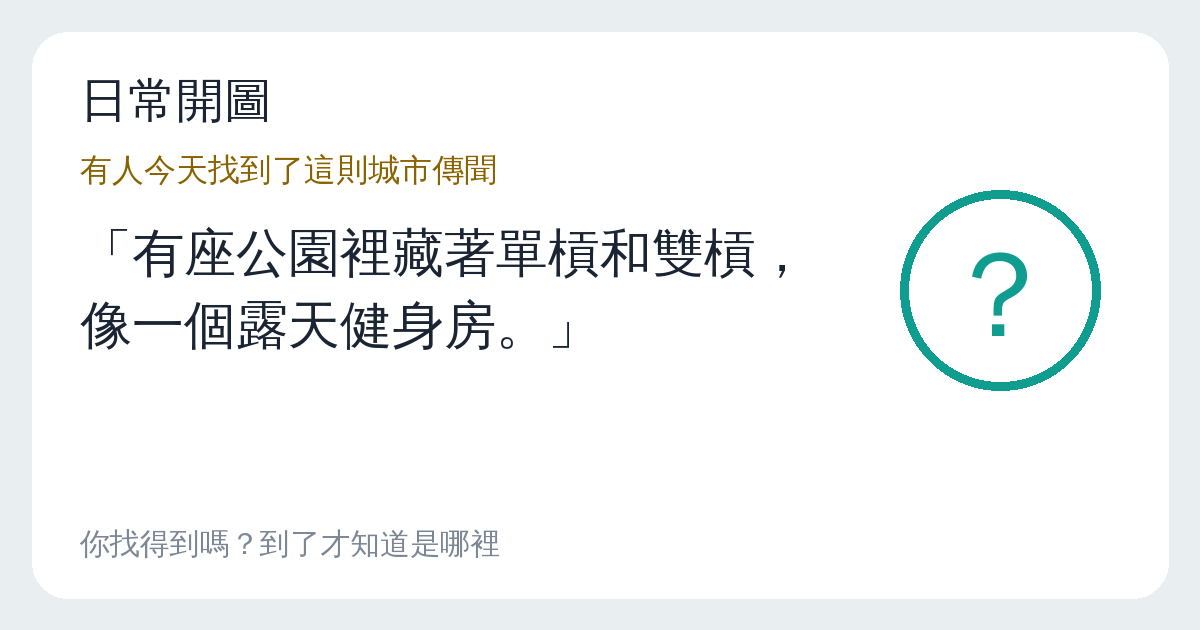 日常開圖
有人今天找到了這則城市傳聞
「有座公園裡藏著單槓和雙槓，
像一個露天健身房。」
?
你找得到嗎？到了才知道是哪裡